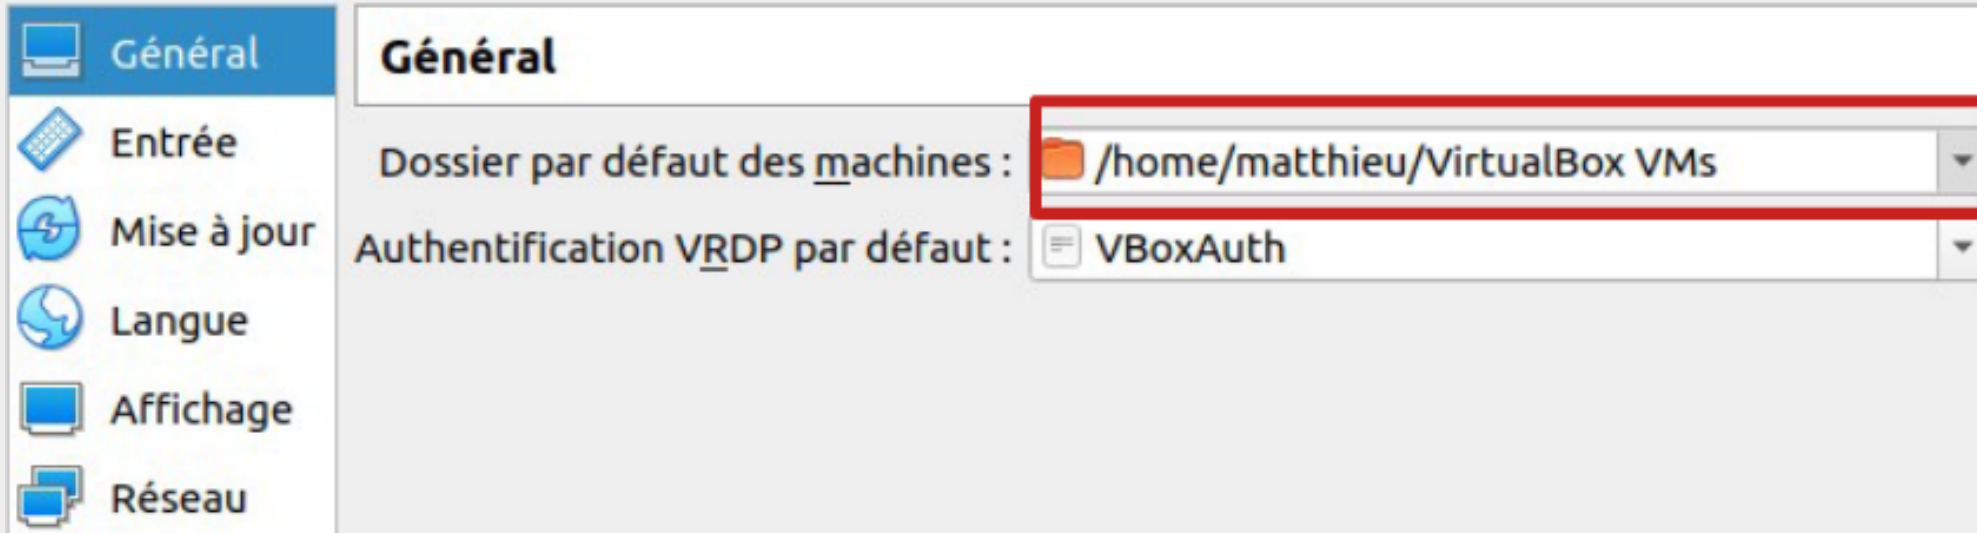 Général
Entrée
Mise à jour
Langue
Affichage
Réseau
Général
Dossier par défaut des machines : /home/matthieu/VirtualBox VMs
Authentification VRDP par défaut : VBoxAuth